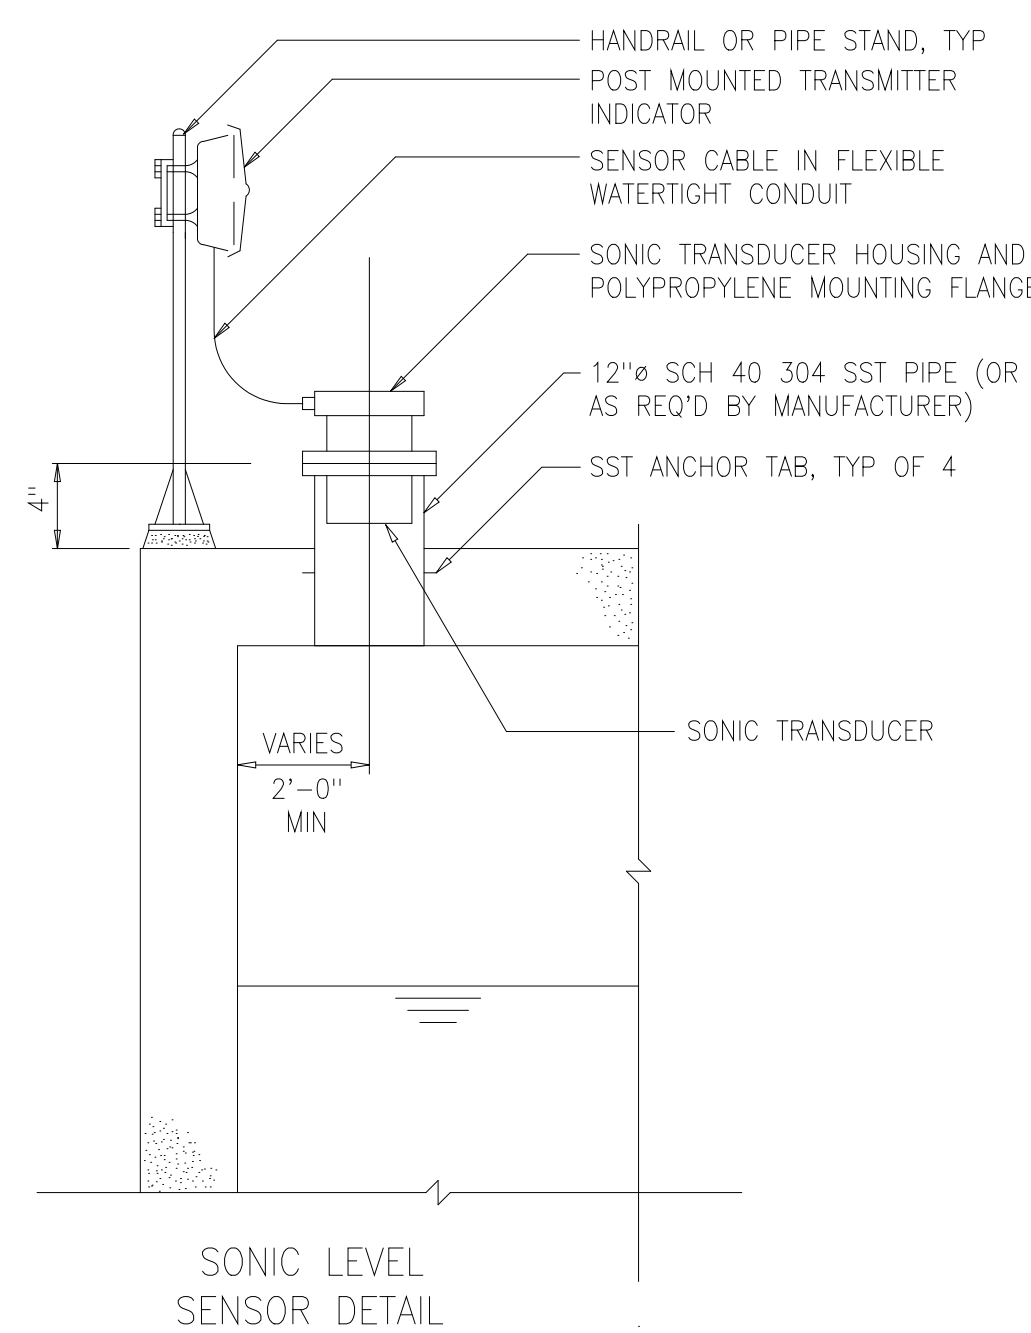 HANDRAIL OR PIPE STAND, TYP
POST MOUNTED TRANSMITTER
INDICATOR
SENSOR CABLE IN FLEXIBLE
WATERTIGHT CONDUIT
SONIC TRANSDUCER HOUSING AND
POLYPROPYLENE MOUNTING FLANGE
12"ø SCH 40 304 SST PIPE (OR
AS REQ'D BY MANUFACTURER)
SST ANCHOR TAB, TYP OF 4
4"
SONIC TRANSDUCER
VARIES
2'-0"
MIN
SONIC LEVEL
SENSOR DETAIL